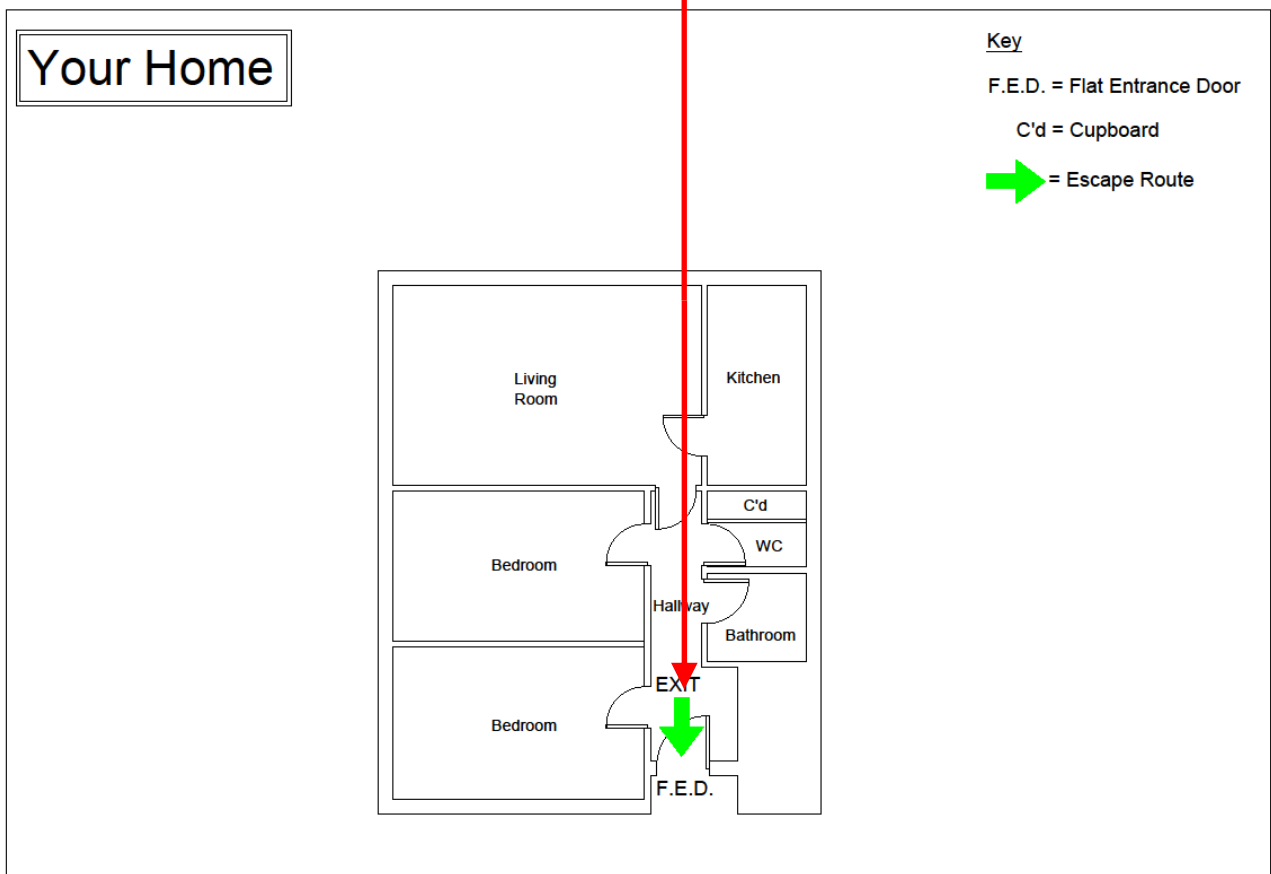 Your Home
Key
F.E.D. = Flat Entrance Door
C'd = Cupboard
= Escape Route
Living
Room
Kitchen
C'd
WC
Bedroom
Hallway
Bathroom
EXIT
Bedroom
F.E.D.